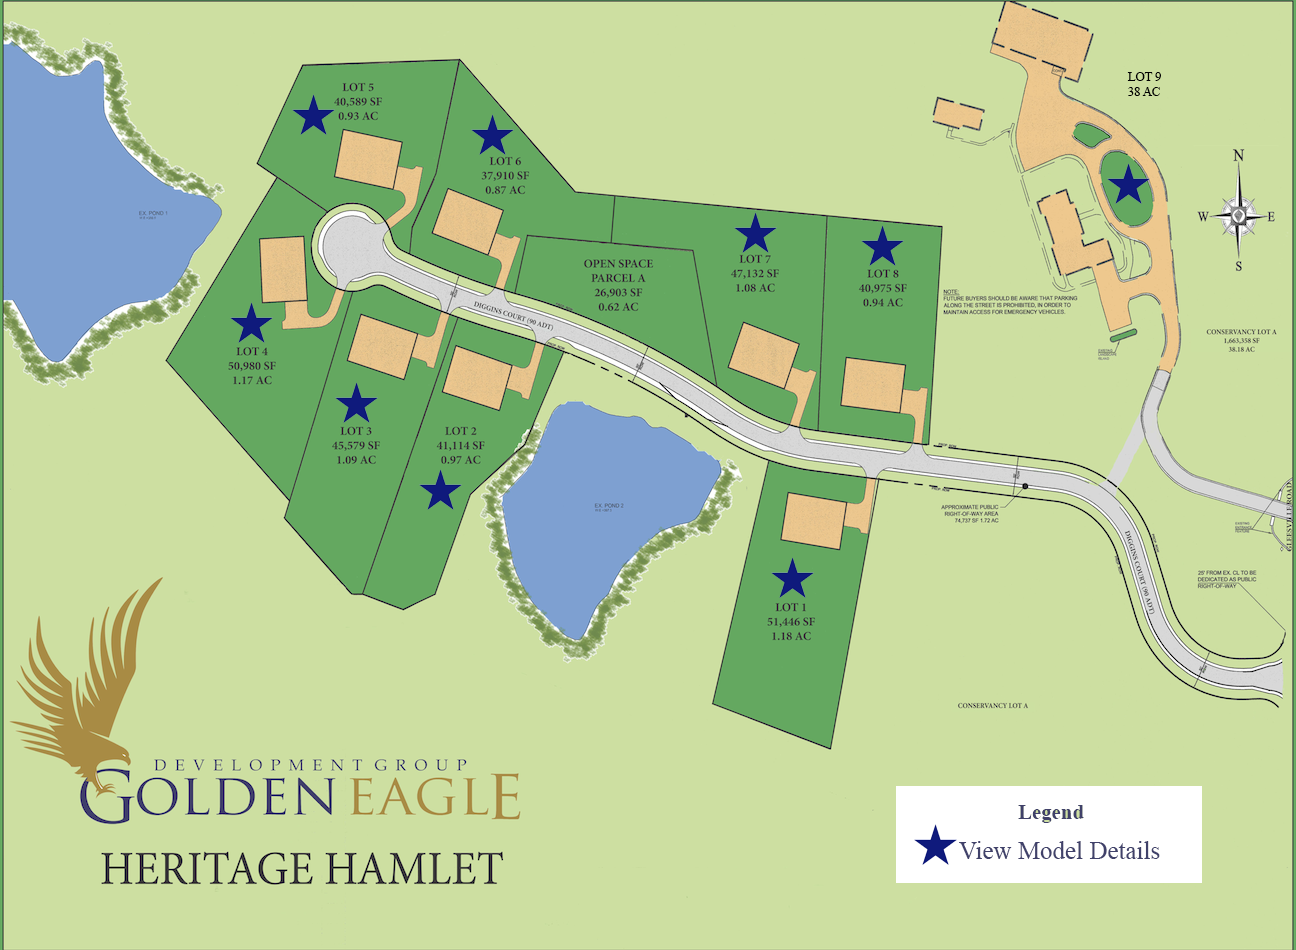 LOT 5
40,589 SF
0.93 AC
LOT 6
37,910 SF
0.87 AC
LOT 9
38 AC
N
W
E
S
EX. POND 1
OPEN SPACE
PARCEL A
26,903 SF
0.62 AC
LOT 7
47,132 SF
1.08 AC
LOT 8
40,975 SF
0.94 AC
NOTE:
FUTURE BUYERS SHOULD BE AWARE THAT PARKING
ALONG THE STREET IS PROHIBITED, IN ORDER TO
MAINTAIN ACCESS FOR EMERGENCY VEHICLES.
CONSERVANCY LOT A
1,663,358 SF
38.18 AC
DIGGINS COURT (90 ADT)
LOT 4
50,980 SF
1.17 AC
LOT 3
45,579 SF
1.09 AC
LOT 2
41,114 SF
0.97 AC
EX. POND 2
APPROXIMATE PUBLIC
RIGHT-OF-WAY AREA
74,737 SF 1.72 AC
GLEESVILLE ROAD
DIGGINS COURT (90 ADT)
25' FROM EX. CL TO BE
DEDICATED AS PUBLIC
RIGHT-OF-WAY
LOT 1
51,446 SF
1.18 AC
CONSERVANCY LOT A
DEVELOPMENT GROUP
GOLDEN EAGLE
HERITAGE HAMLET
Legend
View Model Details